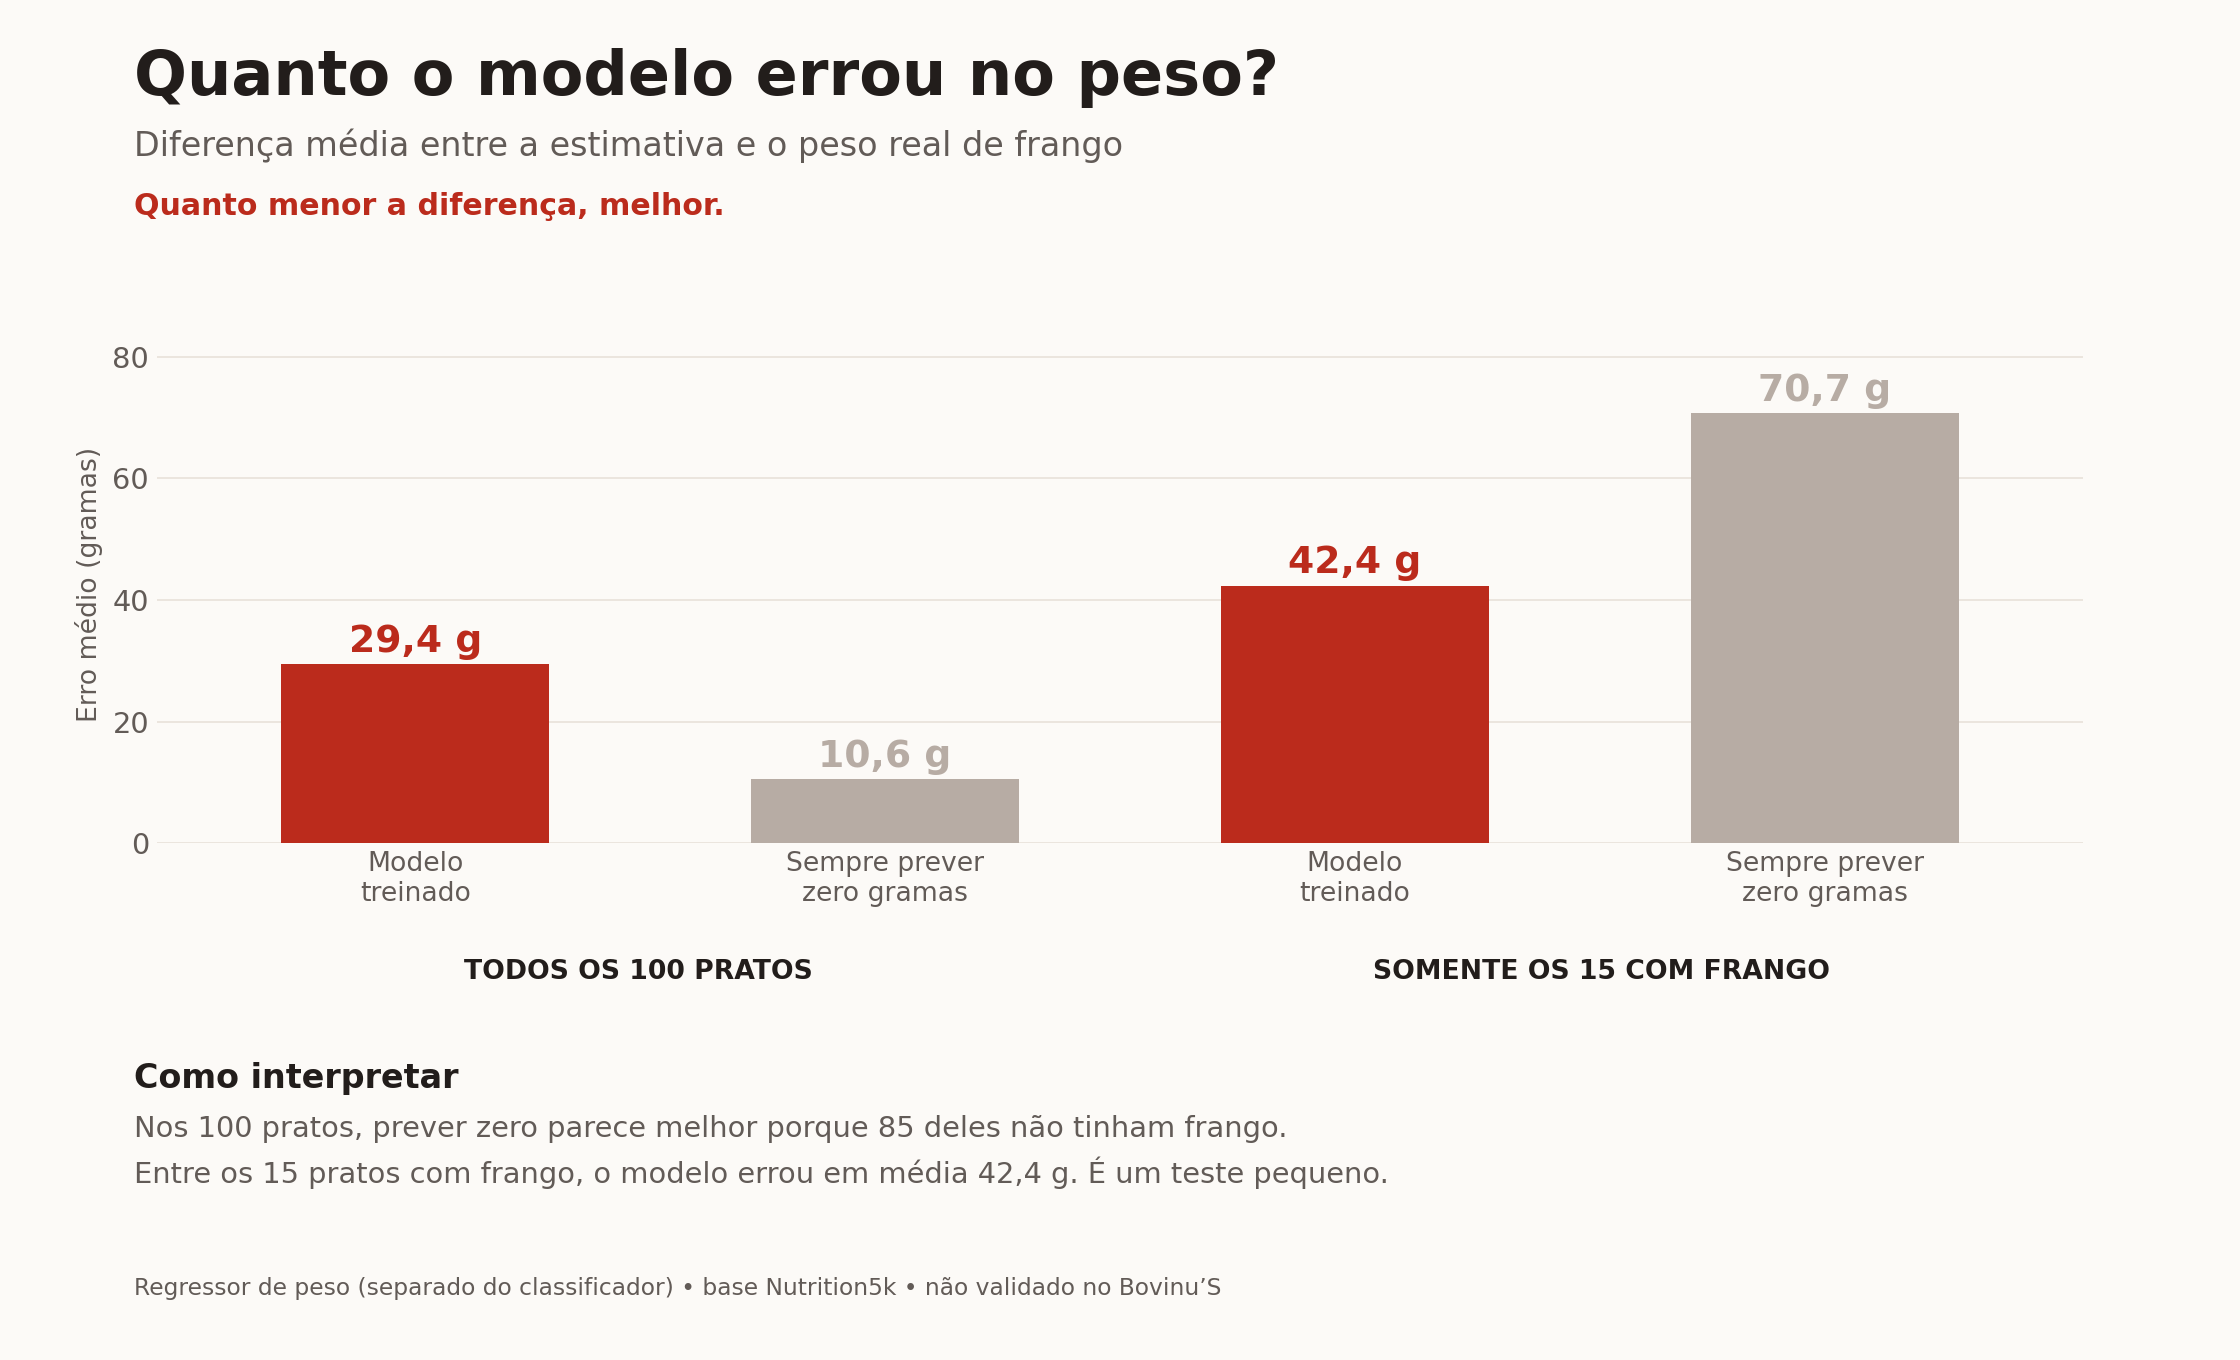 Quanto o modelo errou no peso?
Diferença média entre a estimativa e o peso real de frango
Quanto menor a diferença, melhor.
Erro médio (gramas)
80
60
40
20
0
29,4 g
10,6 g
42,4 g
70,7 g
Modelo
treinado
Sempre prever
zero gramas
Modelo
treinado
Sempre prever
zero gramas
TODOS OS 100 PRATOS
SOMENTE OS 15 COM FRANGO
Como interpretar
Nos 100 pratos, prever zero parece melhor porque 85 deles não tinham frango.
Entre os 15 pratos com frango, o modelo errou em média 42,4 g. É um teste pequeno.
Regressor de peso (separado do classificador) • base Nutrition5k • não validado no Bovinu’S